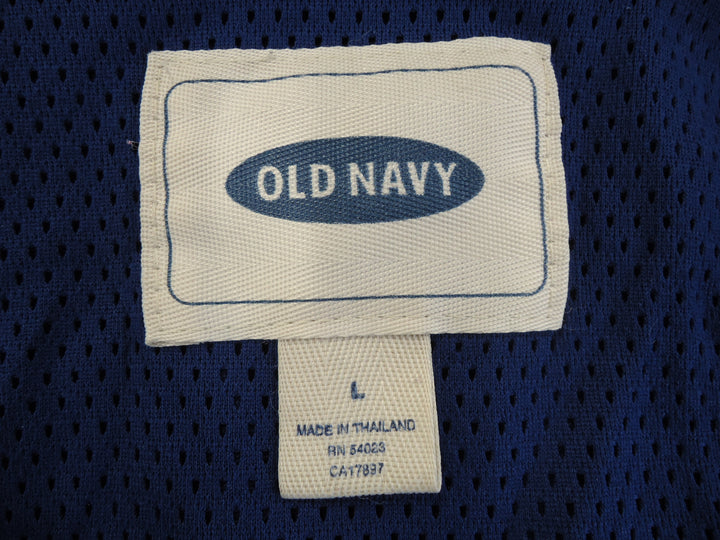 OLD NAVY
L
MADE IN THAILAND
RN 54023
CA17897